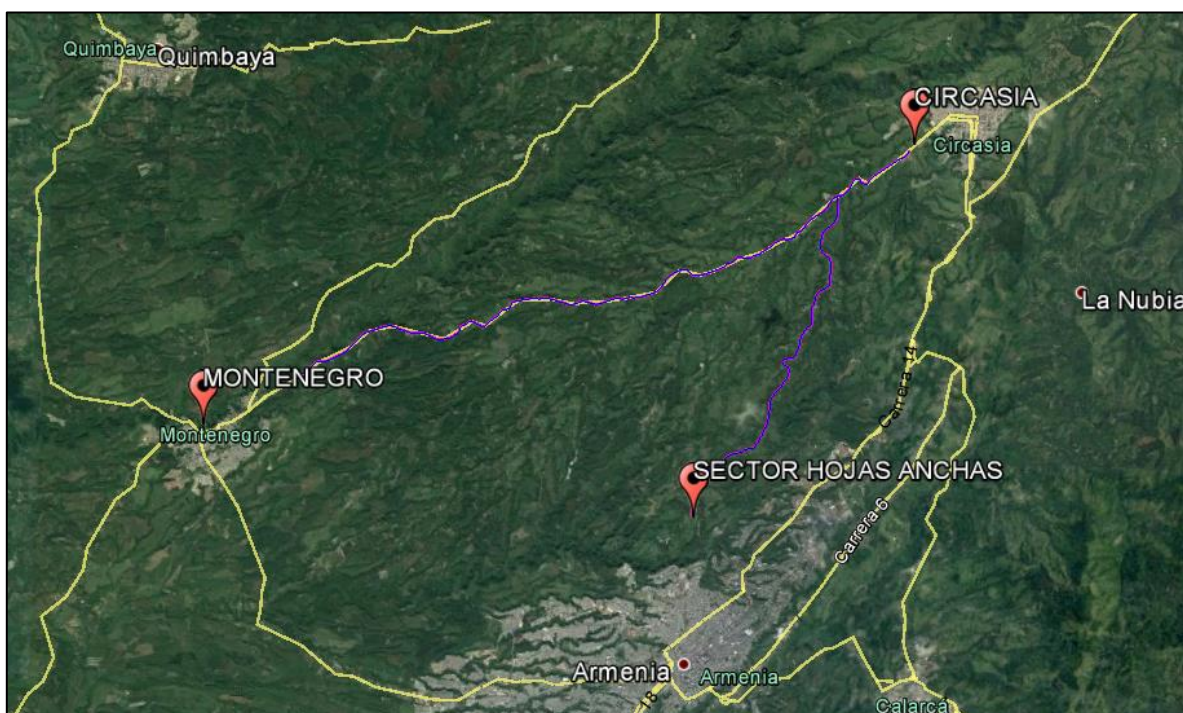 Quimbaya
Quimbaya
CIRCASIA
Circasia
La Nubia
Carrera 14
MONTENEGRO
Montenegro
SECTOR HOJAS ANCHAS
Carrera 6
Armenia
Armenia
18
Calarcá